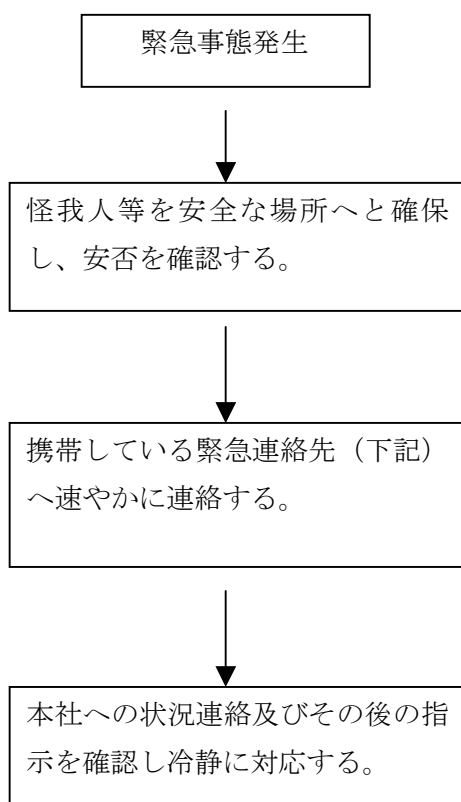 緊急事態発生
怪我人等を安全な場所へと確保
し、安否を確認する。
携帯している緊急連絡先（下記）
へ速やかに連絡する。
本社への状況連絡及びその後の指
示を確認し冷静に対応する。